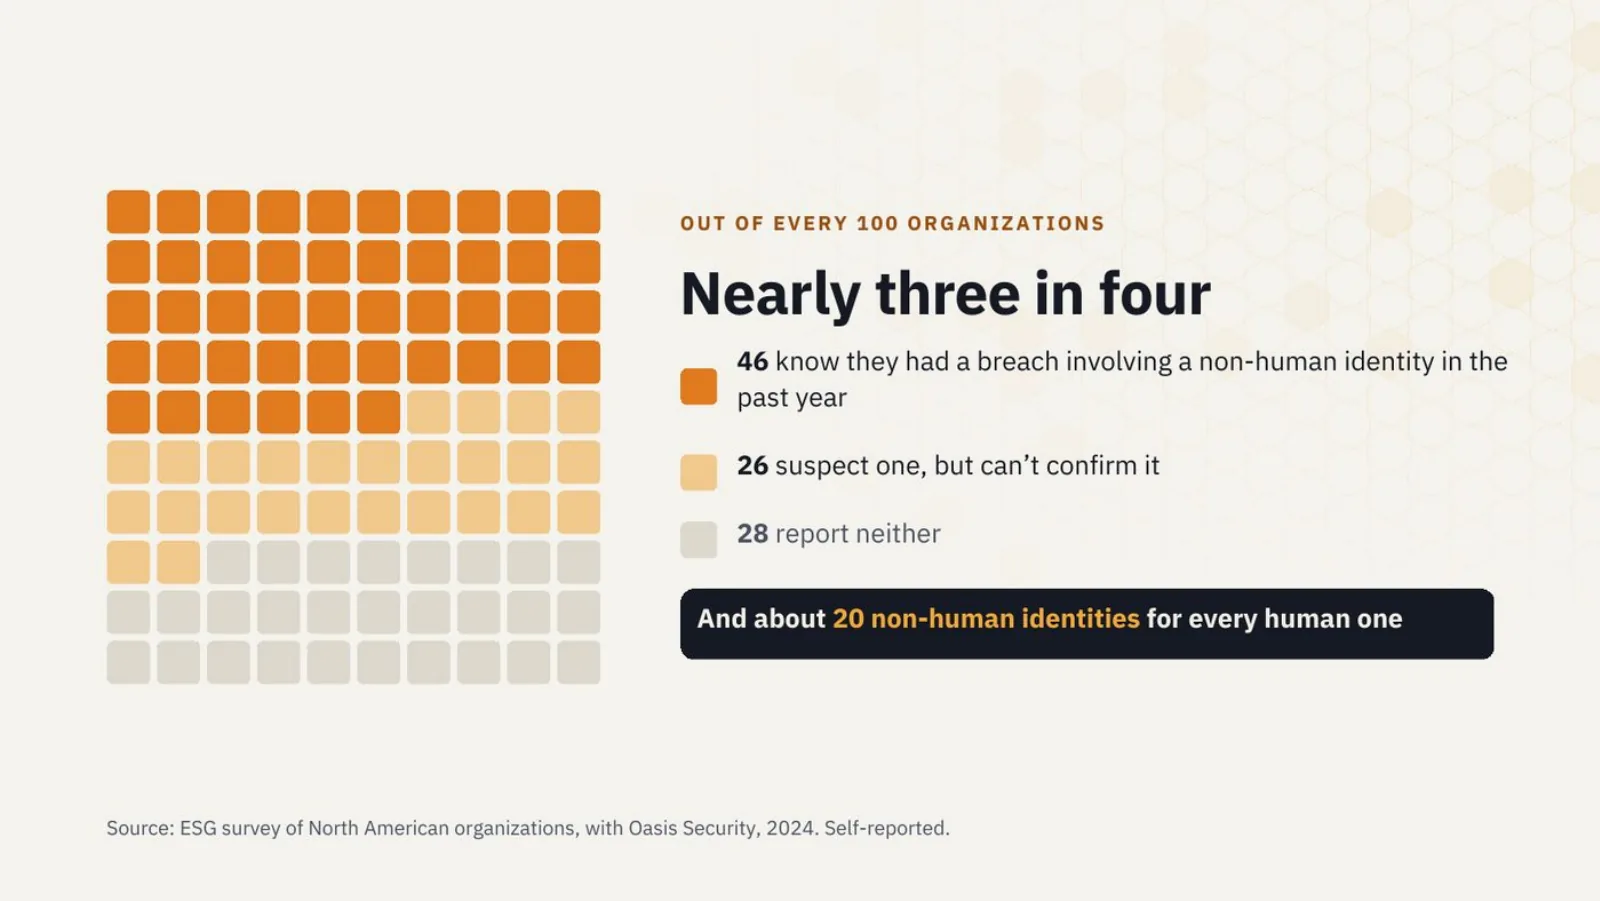 OUT OF EVERY 100 ORGANIZATIONS
Nearly three in four
46 know they had a breach involving a non-human identity in the
past year
26 suspect one, but can’t confirm it
28 report neither
And about 20 non-human identities for every human one
Source: ESG survey of North American organizations, with Oasis Security, 2024. Self-reported.